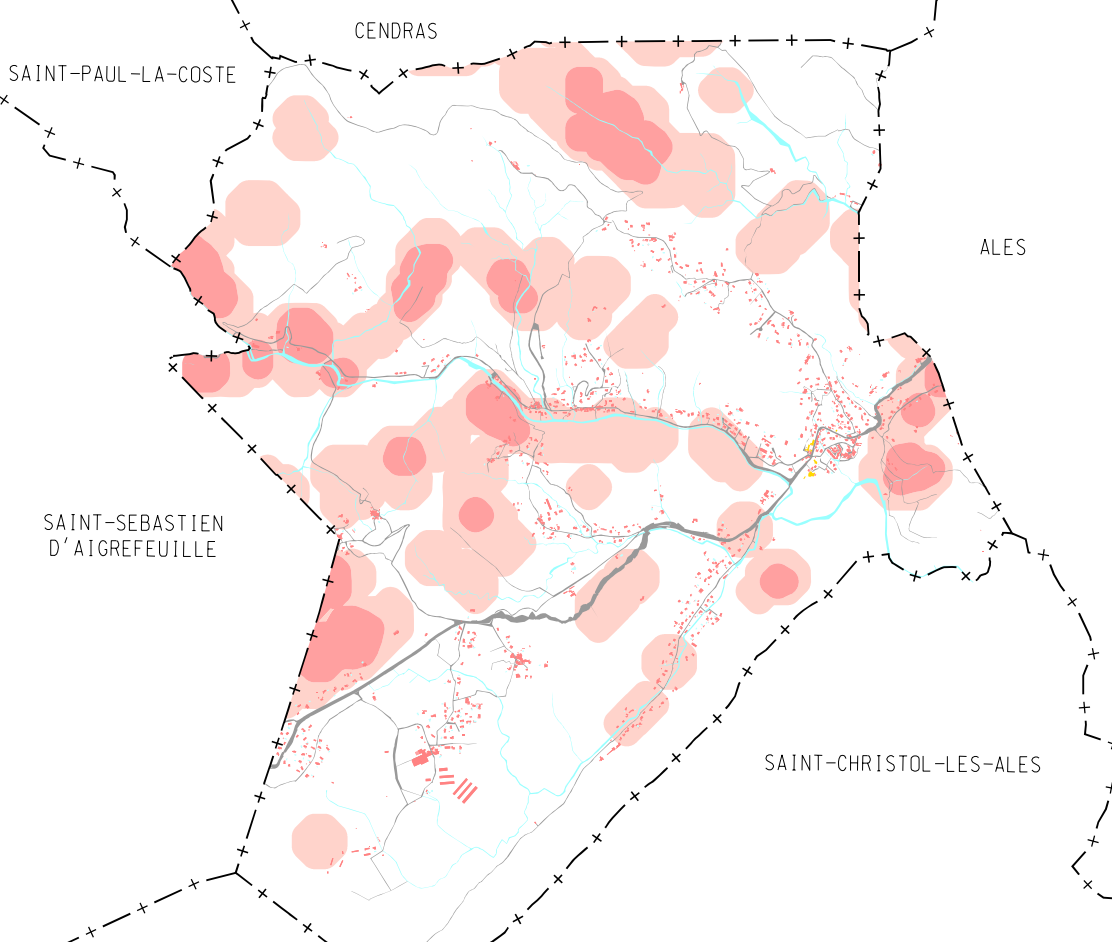 CENDRAS
SAINT-PAUL-LA-COSTE
ALES
SAINT-SEBASTIEN
D'AIGREFEUILLE
SAINT-CHRISTOL-LES-ALES